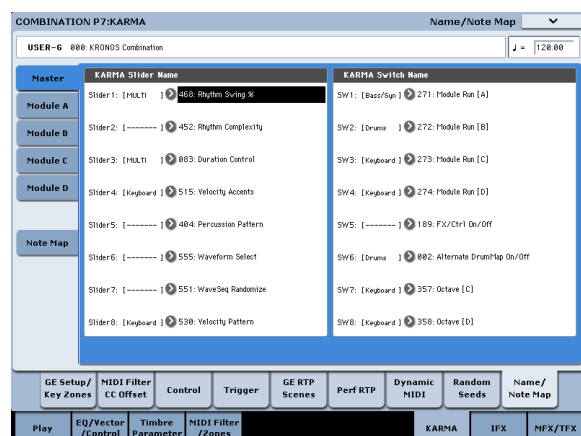 COMBINATION P7:KARMA Name/Note Map
USER-G 000: KRONOS Combination ♩= 120.00
Master
Module A
Module B
Module C
Module D
Note Map
KARMA Slider Name
Slider1: [MULTI ] 468: Rhythm Swing %
Slider2: [------- ] 452: Rhythm Complexity
Slider3: [MULTI ] 083: Duration Control
Slider4: [Keyboard ] 515: Velocity Accents
Slider5: [------- ] 404: Percussion Pattern
Slider6: [------- ] 555: Waveform Select
Slider7: [------- ] 551: WaveSeq Randomize
Slider8: [Keyboard ] 530: Velocity Pattern
KARMA Switch Name
SW1: [Bass/Syn ] 271: Module Run [A]
SW2: [Drums ] 272: Module Run [B]
SW3: [Keyboard ] 273: Module Run [C]
SW4: [Keyboard ] 274: Module Run [D]
SW5: [------- ] 189: FX/Ctrl On/Off
SW6: [Drums ] 002: Alternate DrumMap On/Off
SW7: [Keyboard ] 357: Octave [C]
SW8: [Keyboard ] 358: Octave [D]
GE Setup/ Key Zones
MIDI Filter CC Offset
Control
Trigger
GE RTP Scenes
Perf RTP
Dynamic MIDI
Random Seeds
Name/ Note Map
Play
EQ/Vector /Control
Timbre Parameter
MIDI Filter /Zones
KARMA
IFX
MFX/TFX